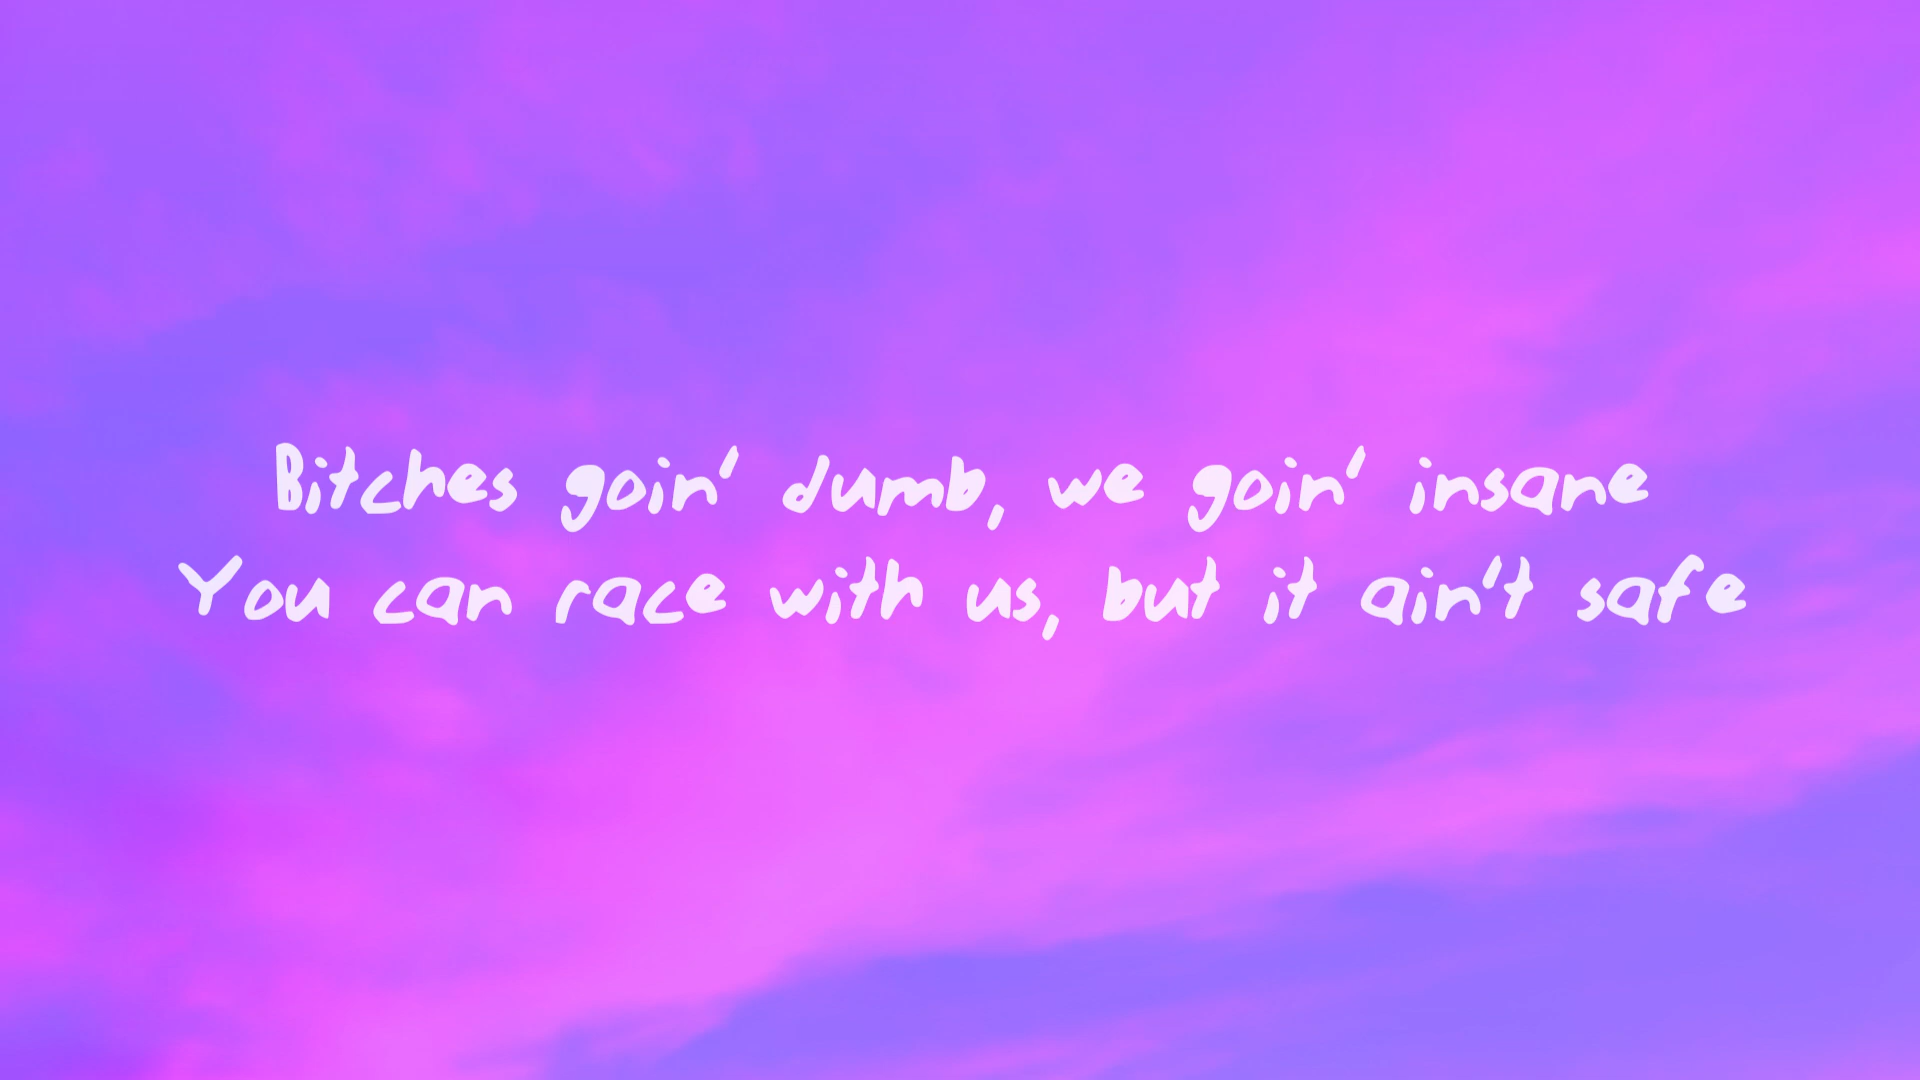 Bitches goin' dumb, we goin' insane
You can race with us, but it ain't safe